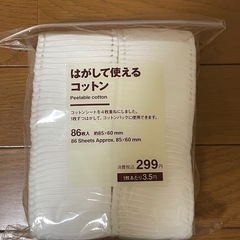 はがして使える
コットン
Peelable cotton
コットンシートを4枚重ねにしました。
1枚ずつはがして、コットンパックに使用できます。
86枚入 約85×60mm
86 Sheets Approx. 85×60mm
消費税込 299円
1枚あたり3.5円